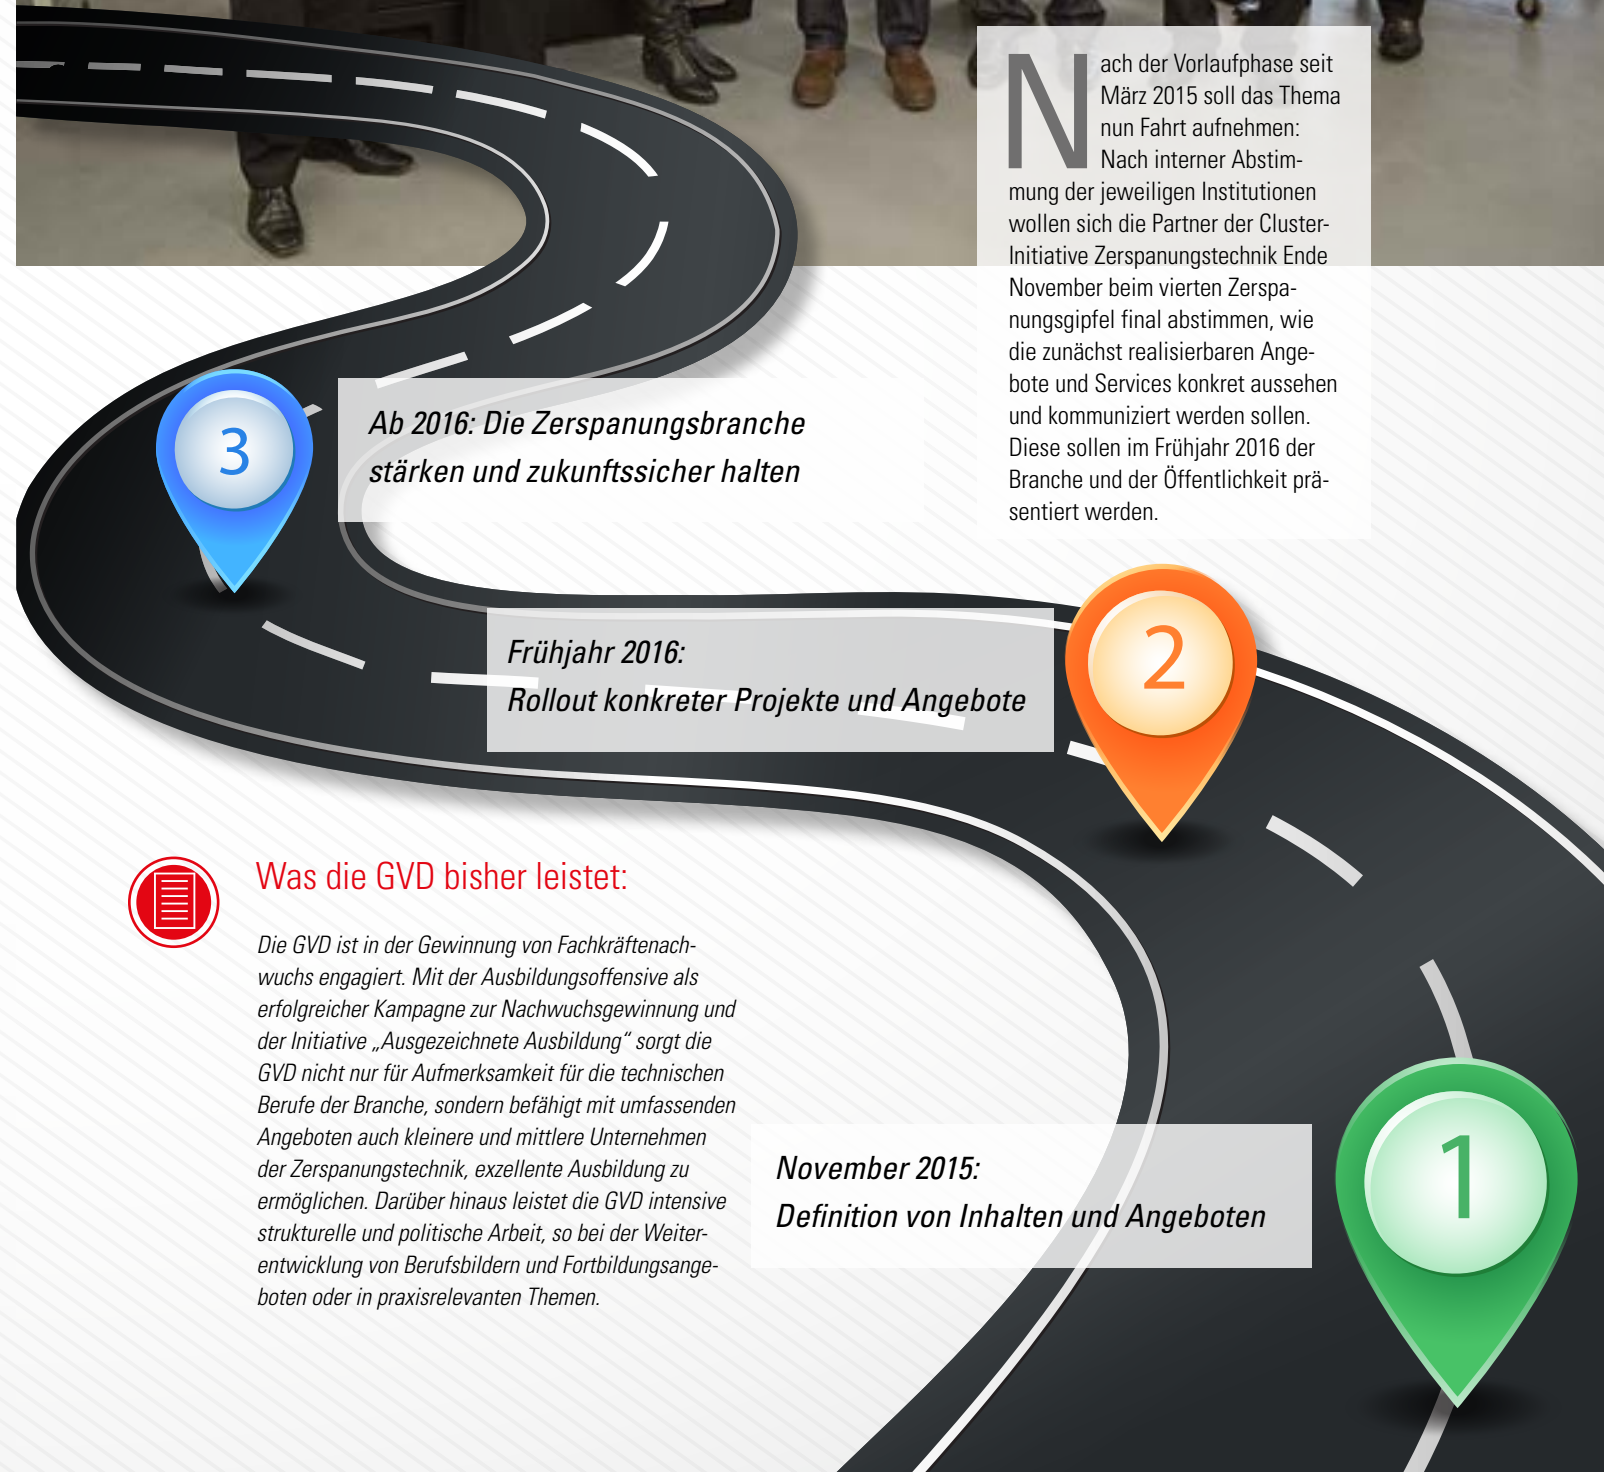 Nach der Vorlaufphase seit
März 2015 soll das Thema
nun Fahrt aufnehmen:
Nach interner Abstim-
mung der jeweiligen Institutionen
wollen sich die Partner der Cluster-
Initiative Zerspanungstechnik Ende
November beim vierten Zerspa-
nungsgipfel final abstimmen, wie
die zunächst realisierbaren Ange-
bote und Services konkret aussehen
und kommuniziert werden sollen.
Diese sollen im Frühjahr 2016 der
Branche und der Öffentlichkeit prä-
sentiert werden.
3
Ab 2016: Die Zerspanungsbranche
stärken und zukunftssicher halten
2
Frühjahr 2016:
Rollout konkreter Projekte und Angebote
Was die GVD bisher leistet:
Die GVD ist in der Gewinnung von Fachkräftenach-
wuchs engagiert. Mit der Ausbildungsoffensive als
erfolgreicher Kampagne zur Nachwuchsgewinnung und
der Initiative „Ausgezeichnete Ausbildung“ sorgt die
GVD nicht nur für Aufmerksamkeit für die technischen
Berufe der Branche, sondern befähigt mit umfassenden
Angeboten auch kleinere und mittlere Unternehmen
der Zerspanungstechnik, exzellente Ausbildung zu
ermöglichen. Darüber hinaus leistet die GVD intensive
strukturelle und politische Arbeit, so bei der Weiter-
entwicklung von Berufsbildern und Fortbildungsange-
boten oder in praxisrelevanten Themen.
1
November 2015:
Definition von Inhalten und Angeboten